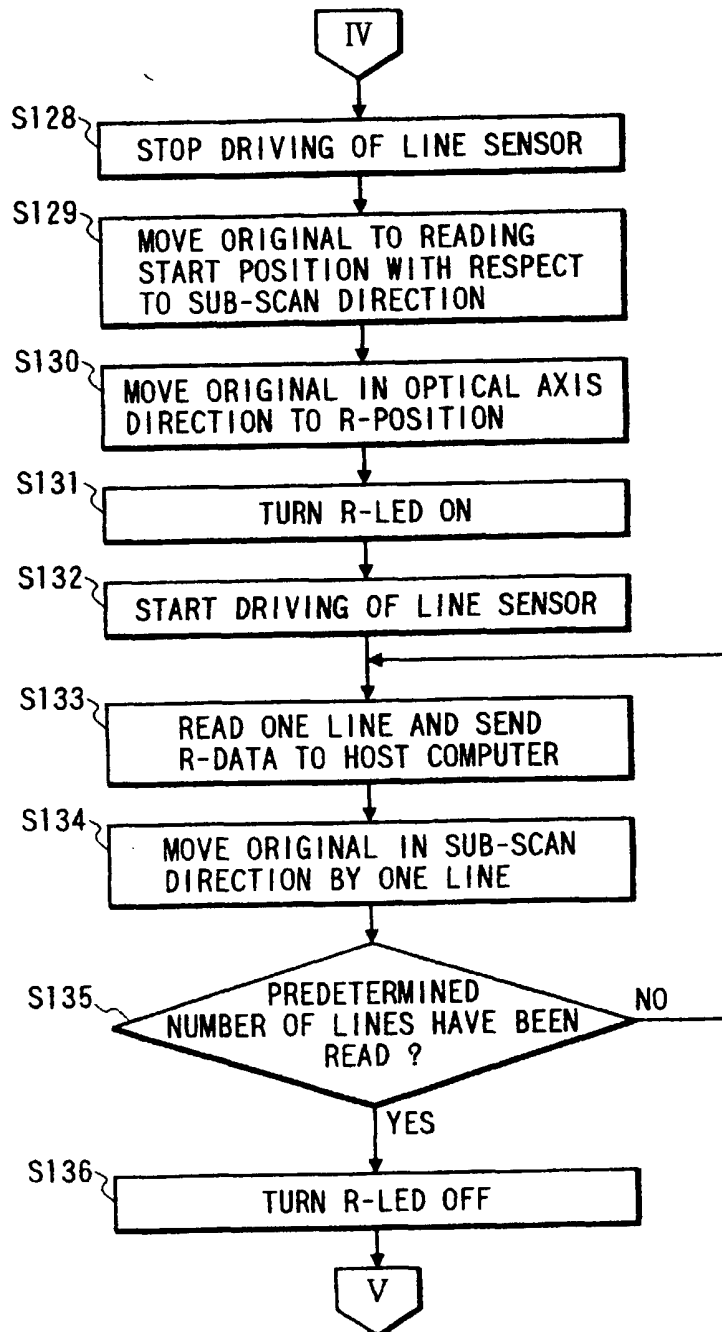 IV
S128
STOP DRIVING OF LINE SENSOR
S129
MOVE ORIGINAL TO READING
START POSITION WITH RESPECT
TO SUB-SCAN DIRECTION
S130
MOVE ORIGINAL IN OPTICAL AXIS
DIRECTION TO R-POSITION
S131
TURN R-LED ON
S132
START DRIVING OF LINE SENSOR
S133
READ ONE LINE AND SEND
R-DATA TO HOST COMPUTER
S134
MOVE ORIGINAL IN SUB-SCAN
DIRECTION BY ONE LINE
S135
PREDETERMINED
NUMBER OF LINES HAVE BEEN
READ ?
NO
YES
S136
TURN R-LED OFF
V